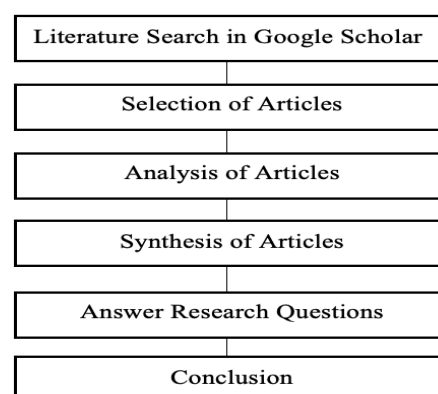 Literature Search in Google Scholar
Selection of Articles
Analysis of Articles
Synthesis of Articles
Answer Research Questions
Conclusion